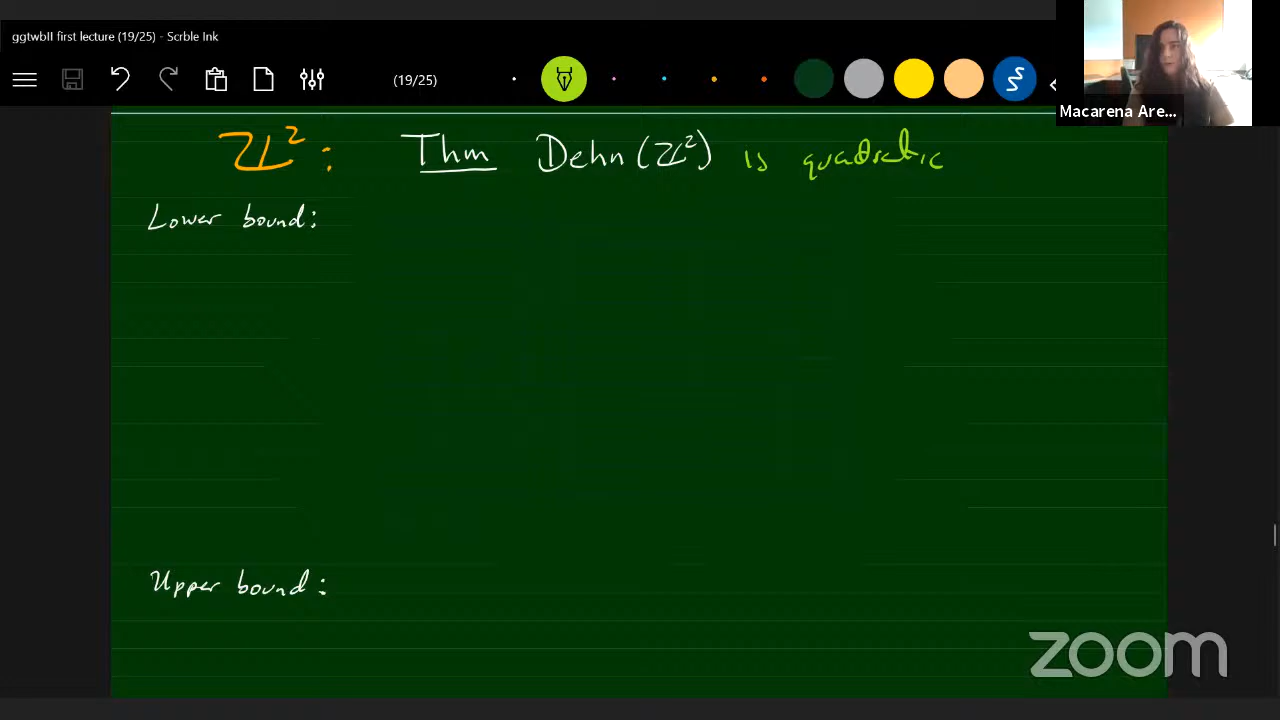 ggtwbII first lecture (19/25) - Scrble Ink
(19/25)
Macarena Are...
ℤ²: Thm Dehn(ℤ²) is quadratic
Lower bound:
Upper bound:
zoom